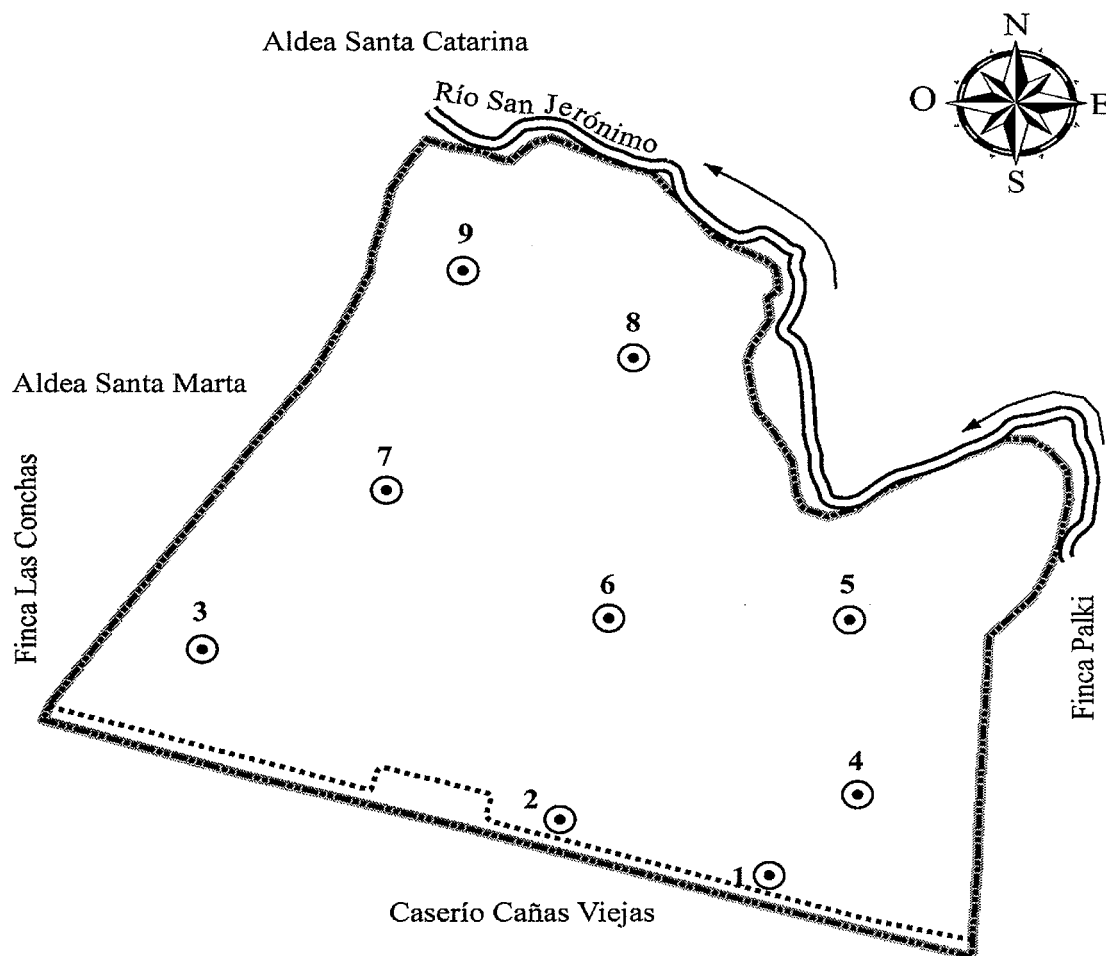 N
Aldea Santa Catarina
Río San Jerónimo
O
E
S
9
8
Aldea Santa Marta
7
Finca Las Conchas
3
6
5
Finca Palki
4
2
1
Caserío Cañas Viejas